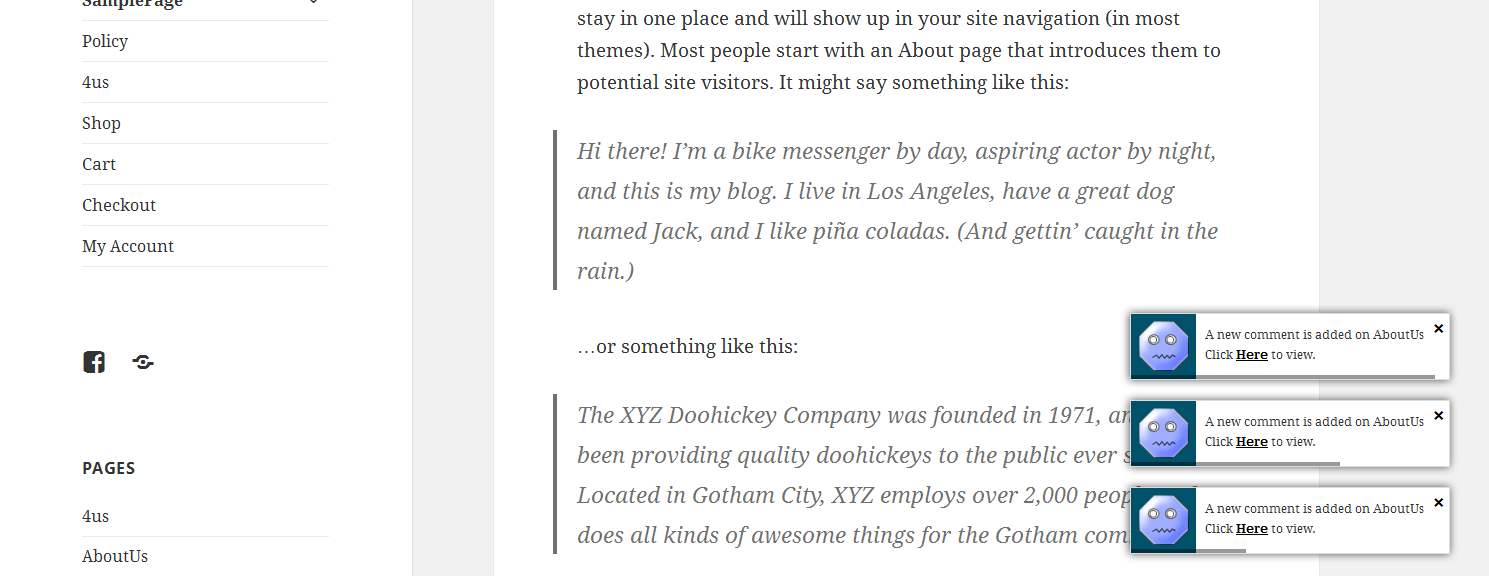 SamplePage
Policy
4us
Shop
Cart
Checkout
My Account
PAGES
4us
AboutUs
stay in one place and will show up in your site navigation (in most
themes). Most people start with an About page that introduces them to
potential site visitors. It might say something like this:
Hi there! I’m a bike messenger by day, aspiring actor by night,
and this is my blog. I live in Los Angeles, have a great dog
named Jack, and I like piña coladas. (And gettin’ caught in the
rain.)
…or something like this:
The XYZ Doohickey Company was founded in 1971,
been providing quality doohickeys to the public ever
Located in Gotham City, XYZ employs over 2,000
does all kinds of awesome things for the Gotham
A new comment is added on AboutUs
Click Here to view.
A new comment is added on AboutUs
Click Here to view.
A new comment is added on AboutUs
Click Here to view.